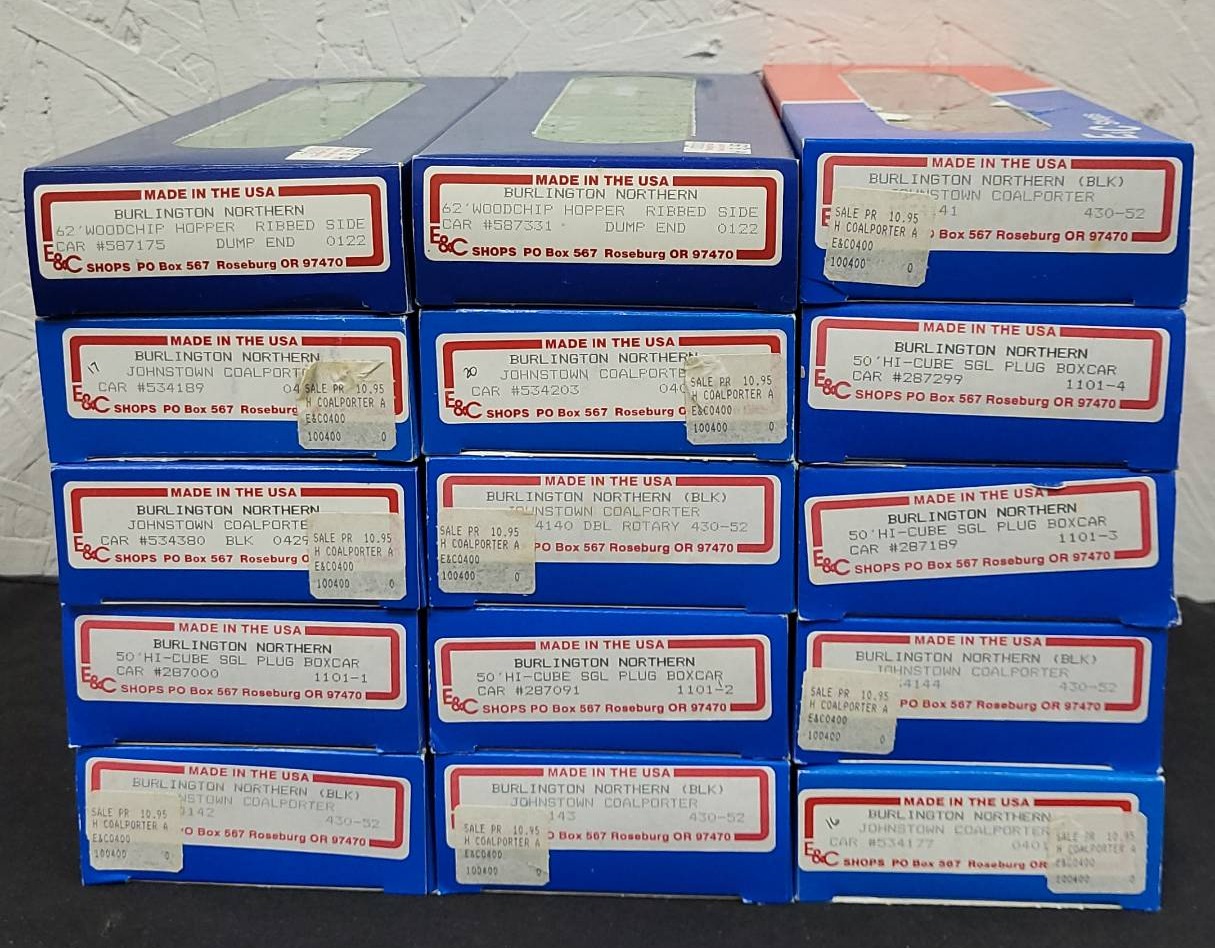 MADE IN THE USA
BURLINGTON NORTHERN
62'WOODCHIP HOPPER RIBBED SIDE
CAR #587175 DUMP END 0122
E&C SHOPS PO Box 567 Roseburg OR 97470
MADE IN THE USA
BURLINGTON NORTHERN
62'WOODCHIP HOPPER RIBBED SIDE
CAR #587331 DUMP END 0122
E&C SHOPS PO Box 567 Roseburg OR 97470
MADE IN THE USA
BURLINGTON NORTHERN (BLK)
JOHNSTOWN COALPORTER
41 430-52
PO Box 567 Roseburg OR 97470
SALE PR 10.95
H COALPORTER A
E&C0400
100400 0
MADE IN THE USA
17 BURLINGTON NORTHERN
JOHNSTOWN COALPORT
CAR #534189 04
E&C SHOPS PO Box 567 Roseburg
SALE PR 10.95
H COALPORTER A
E&C0400
100400 0
MADE IN THE USA
20 BURLINGTON NORTHERN
JOHNSTOWN COALPORTE
CAR #534203 040
E&C SHOPS PO Box 567 Roseburg O
SALE PR 10.95
H COALPORTER A
E&C0400
100400 0
MADE IN THE USA
BURLINGTON NORTHERN
50'HI-CUBE SGL PLUG BOXCAR
CAR #287299 1101-4
E&C SHOPS PO Box 567 Roseburg OR 97470
MADE IN THE USA
BURLINGTON NORTHERN
JOHNSTOWN COALPORTE
CAR #534380 BLK 0429
E&C SHOPS PO Box 567 Roseburg O
SALE PR 10.95
H COALPORTER A
E&C0400
100400 0
MADE IN THE USA
BURLINGTON NORTHERN (BLK)
JOHNSTOWN COALPORTER
4140 DBL ROTARY 430-52
PO Box 567 Roseburg OR 97470
SALE PR 10.95
H COALPORTER A
E&C0400
100400 0
MADE IN THE USA
BURLINGTON NORTHERN
50'HI-CUBE SGL PLUG BOXCAR
CAR #287189 1101-3
E&C SHOPS PO Box 567 Roseburg OR 97470
MADE IN THE USA
BURLINGTON NORTHERN
50'HI-CUBE SGL PLUG BOXCAR
CAR #287000 1101-1
E&C SHOPS PO Box 567 Roseburg OR 97470
MADE IN THE USA
BURLINGTON NORTHERN
50'HI-CUBE SGL PLUG BOXCAR
CAR #287091 1101-2
E&C SHOPS PO Box 567 Roseburg OR 97470
MADE IN THE USA
BURLINGTON NORTHERN (BLK)
JOHNSTOWN COALPORTER
4144 430-52
PO Box 567 Roseburg OR 97470
SALE PR 10.95
H COALPORTER A
E&C0400
100400 0
MADE IN THE USA
BURLINGTON NORTHERN (BLK)
NSTOWN COALPORTER
142 430-52
O Box 567 Roseburg OR 97470
SALE PR 10.95
H COALPORTER A
E&C0400
100400 0
MADE IN THE USA
BURLINGTON NORTHERN (BLK)
JOHNSTOWN COALPORTER
143 430-52
O Box 567 Roseburg OR 97470
SALE PR 10.95
H COALPORTER A
E&C0400
100400 0
MADE IN THE USA
16 BURLINGTON NORTHERN
JOHNSTOWN COALPORTER
CAR #534177 040
E&C SHOPS PO Box 567 Roseburg OR
SALE PR 10.95
H COALPORTER A
E&C0400
100400 0